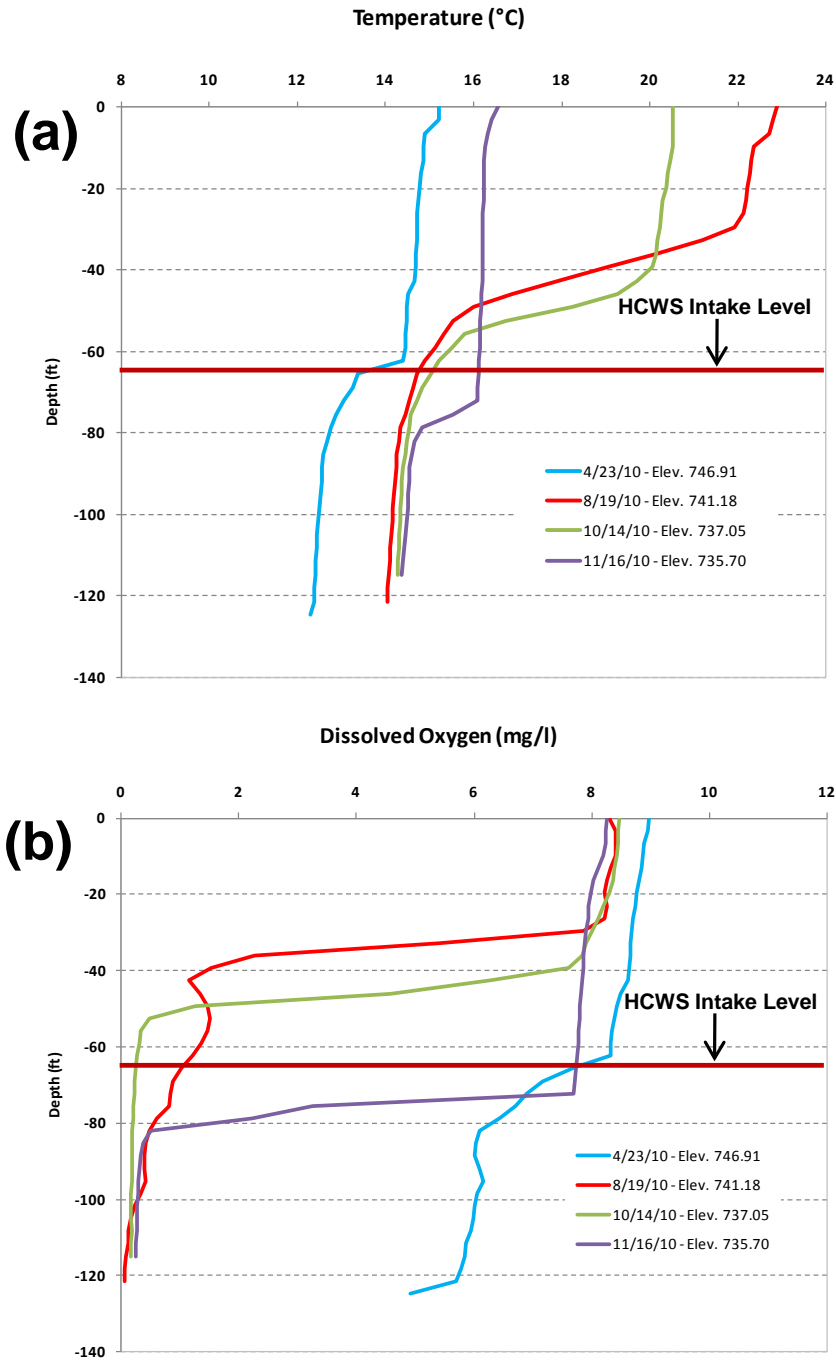 Temperature (°C)
8 10 12 14 16 18 20 22 24
(a)
0
-20
-40
-60
-80
-100
-120
-140
Depth (ft)
HCWS Intake Level
4/23/10 - Elev. 746.91
8/19/10 - Elev. 741.18
10/14/10 - Elev. 737.05
11/16/10 - Elev. 735.70
Dissolved Oxygen (mg/l)
0 2 4 6 8 10 12
(b)
0
-20
-40
-60
-80
-100
-120
-140
Depth (ft)
HCWS Intake Level
4/23/10 - Elev. 746.91
8/19/10 - Elev. 741.18
10/14/10 - Elev. 737.05
11/16/10 - Elev. 735.70